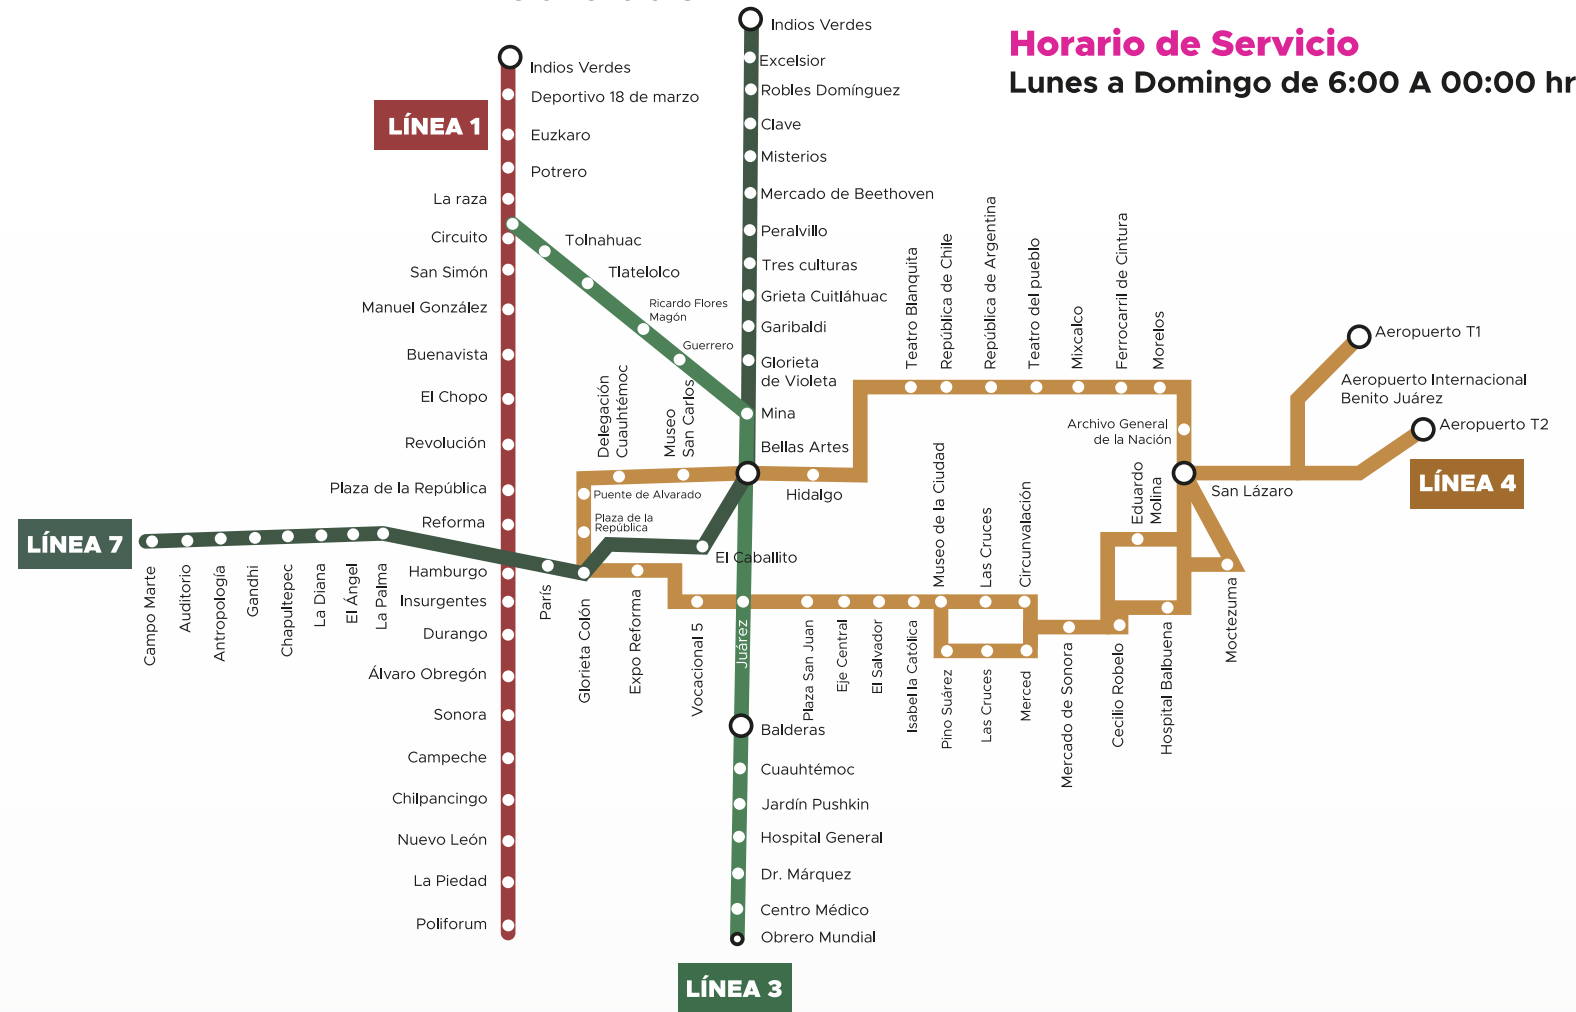 Horario de Servicio
Lunes a Domingo de 6:00 A 00:00 hr
LÍNEA 1
Indios Verdes
Deportivo 18 de marzo
Euzkaro
Potrero
La raza
Circuito
San Simón
Manuel González
Buenavista
El Chopo
Revolución
Plaza de la República
Reforma
Hamburgo
Insurgentes
Durango
Álvaro Obregón
Sonora
Campeche
Chilpancingo
Nuevo León
La Piedad
Poliforum
Tolnahuac
Tlatelolco
Ricardo Flores
Magón
Guerrero
Indios Verdes
Excelsior
Robles Domínguez
Clave
Misterios
Mercado de Beethoven
Peralvillo
Tres culturas
Grieta Cuitláhuac
Garibaldi
Glorieta
de Violeta
Mina
Bellas Artes
Hidalgo
El Caballito
Juárez
Balderas
Cuauhtémoc
Jardín Pushkin
Hospital General
Dr. Márquez
Centro Médico
Obrero Mundial
LÍNEA 3
LÍNEA 7
Campo Marte
Auditorio
Antropología
Gandhi
Chapultepec
La Diana
El Ángel
La Palma
París
Glorieta Colón
Delegación
Cuauhtémoc
Museo
San Carlos
Puente de Alvarado
Plaza de la
República
Expo Reforma
Vocacional 5
Plaza San Juan
Eje Central
El Salvador
Isabel la Católica
Museo de la Ciudad
Las Cruces
Circunvalación
Pino Suárez
Las Cruces
Merced
Mercado de Sonora
Cecilio Robelo
Hospital Balbuena
Eduardo
Molina
Moctezuma
Teatro Blanquita
República de Chile
República de Argentina
Teatro del pueblo
Mixcalco
Ferrocarril de Cintura
Morelos
Archivo General
de la Nación
San Lázaro
Aeropuerto T1
Aeropuerto Internacional
Benito Juárez
Aeropuerto T2
LÍNEA 4